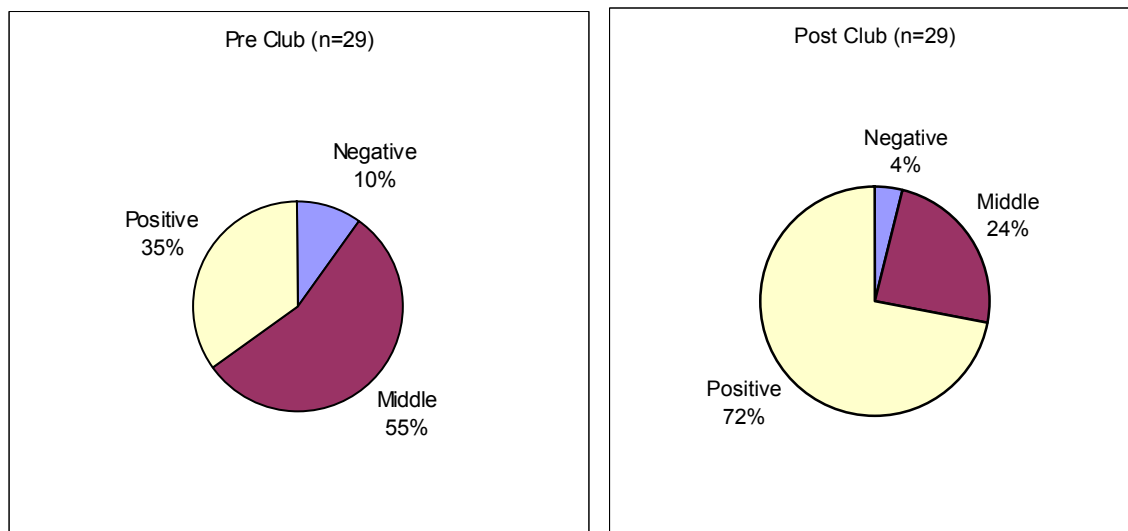 Pre Club (n=29)
Negative
10%
Positive
35%
Middle
55%
Post Club (n=29)
Negative
4%
Middle
24%
Positive
72%